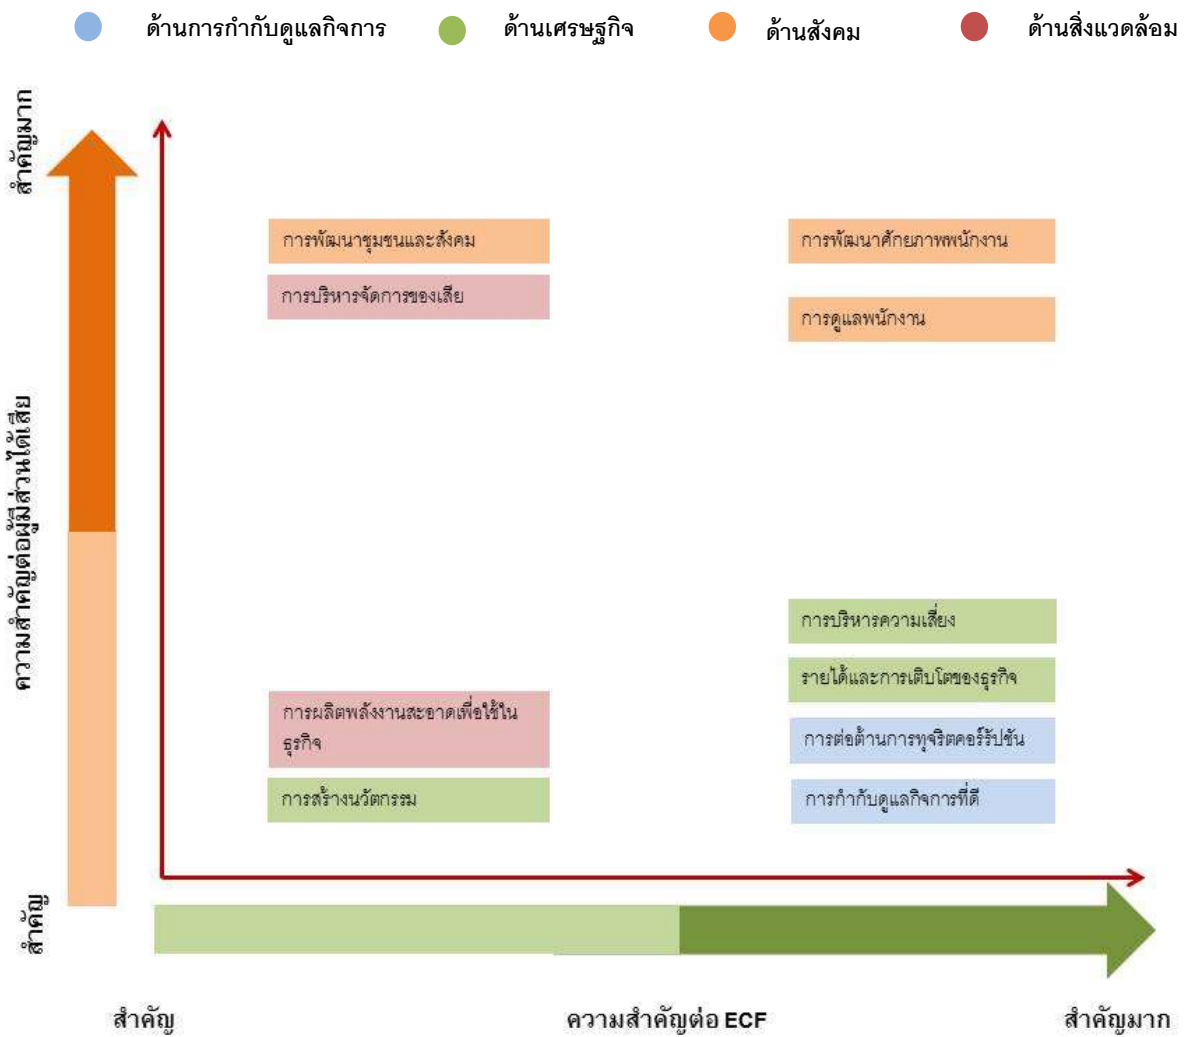 ด้านการกำกับดูแลกิจการ
ด้านเศรษฐกิจ
ด้านสังคม
ด้านสิ่งแวดล้อม
สำคัญมาก
ความสำคัญต่อผู้มีส่วนได้เสีย
สำคัญ
การพัฒนาชุมชนและสังคม
การบริหารจัดการของเสีย
การพัฒนาศักยภาพพนักงาน
การดูแลพนักงาน
การผลิตพลังงานสะอาดเพื่อใช้ใน
ธุรกิจ
การสร้างนวัตกรรม
การบริหารความเสี่ยง
รายได้และการเติบโตของธุรกิจ
การต่อต้านการทุจริตคอร์รัปชัน
การกำกับดูแลกิจการที่ดี
สำคัญ
ความสำคัญต่อ ECF
สำคัญมาก